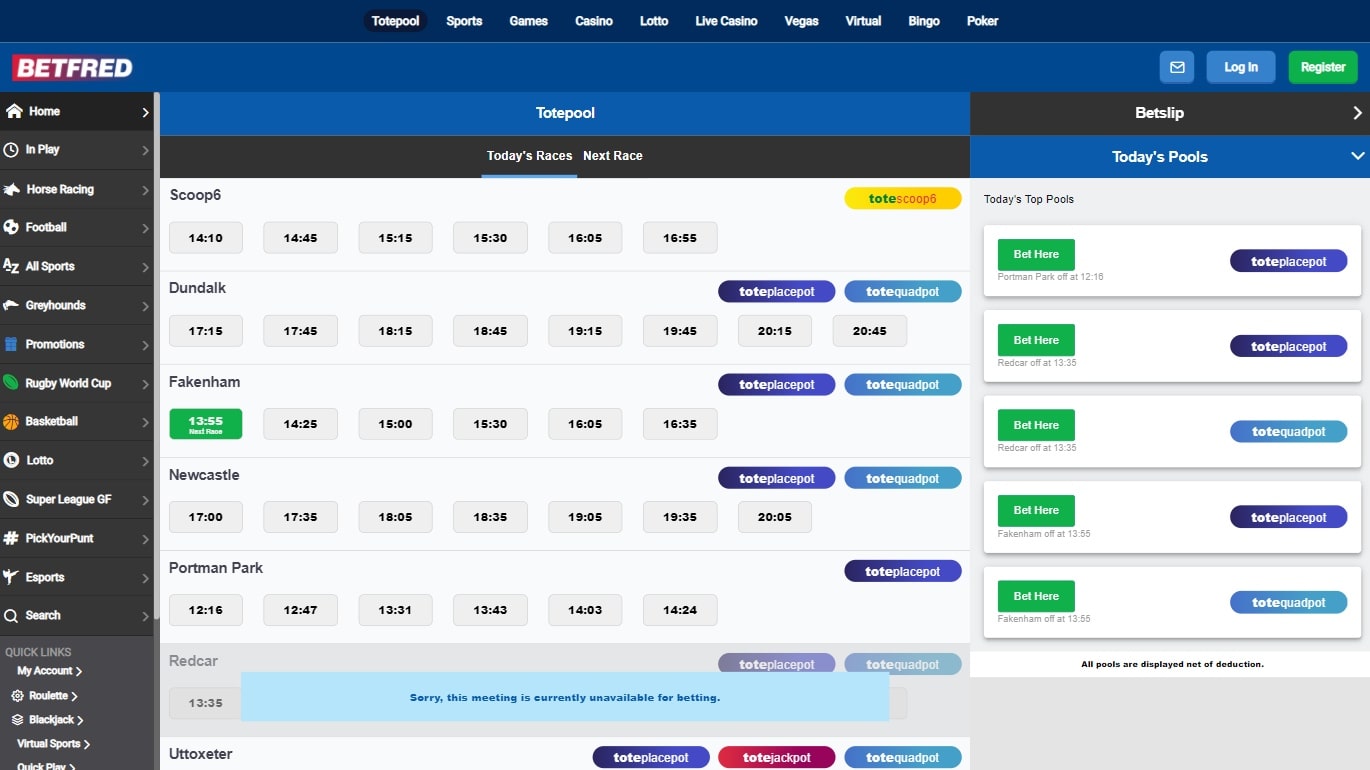 Totepool Sports Games Casino Lotto Live Casino Vegas Virtual Bingo Poker
BETFRED
Log In
Register
Home
In Play
Horse Racing
Football
All Sports
Greyhounds
Promotions
Rugby World Cup
Basketball
Lotto
Super League GF
PickYourPunt
Esports
Search
QUICK LINKS
My Account
Roulette
Blackjack
Virtual Sports
Quick Play
Totepool
Today's Races Next Race
Scoop6
totescoop6
14:10 14:45 15:15 15:30 16:05 16:55
Dundalk
toteplacepot totequadpot
17:15 17:45 18:15 18:45 19:15 19:45 20:15 20:45
Fakenham
toteplacepot totequadpot
13:55 14:25 15:00 15:30 16:05 16:35
Next Race
Newcastle
toteplacepot totequadpot
17:00 17:35 18:05 18:35 19:05 19:35 20:05
Portman Park
toteplacepot
12:16 12:47 13:31 13:43 14:03 14:24
Redcar
toteplacepot totequadpot
13:35
Sorry, this meeting is currently unavailable for betting.
Uttoxeter
toteplacepot totejackpot totequadpot
Betslip
Today's Pools
Today's Top Pools
Bet Here
toteplacepot
Portman Park off at 12:16
Bet Here
toteplacepot
Redcar off at 13:35
Bet Here
totequadpot
Redcar off at 13:35
Bet Here
toteplacepot
Fakenham off at 13:55
Bet Here
totequadpot
Fakenham off at 13:55
All pools are displayed net of deduction.